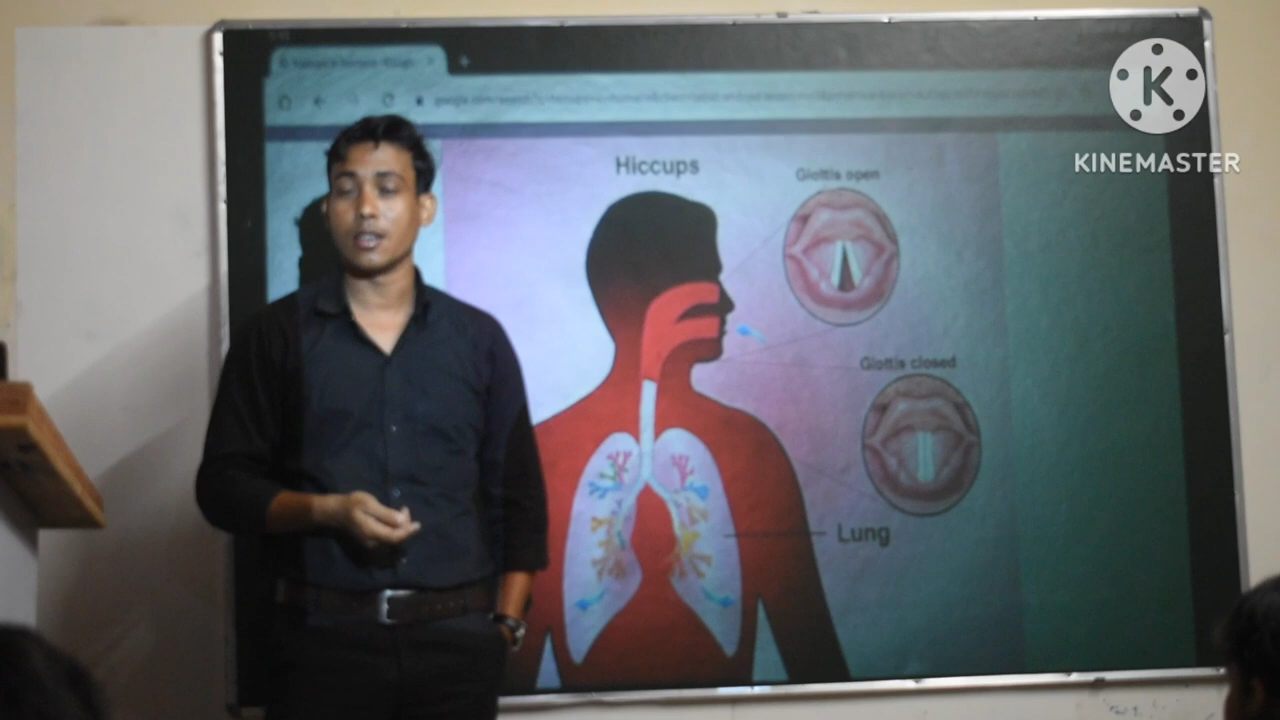 Hiccups
Glottis open
Glottis closed
Lung
K
KINEMASTER